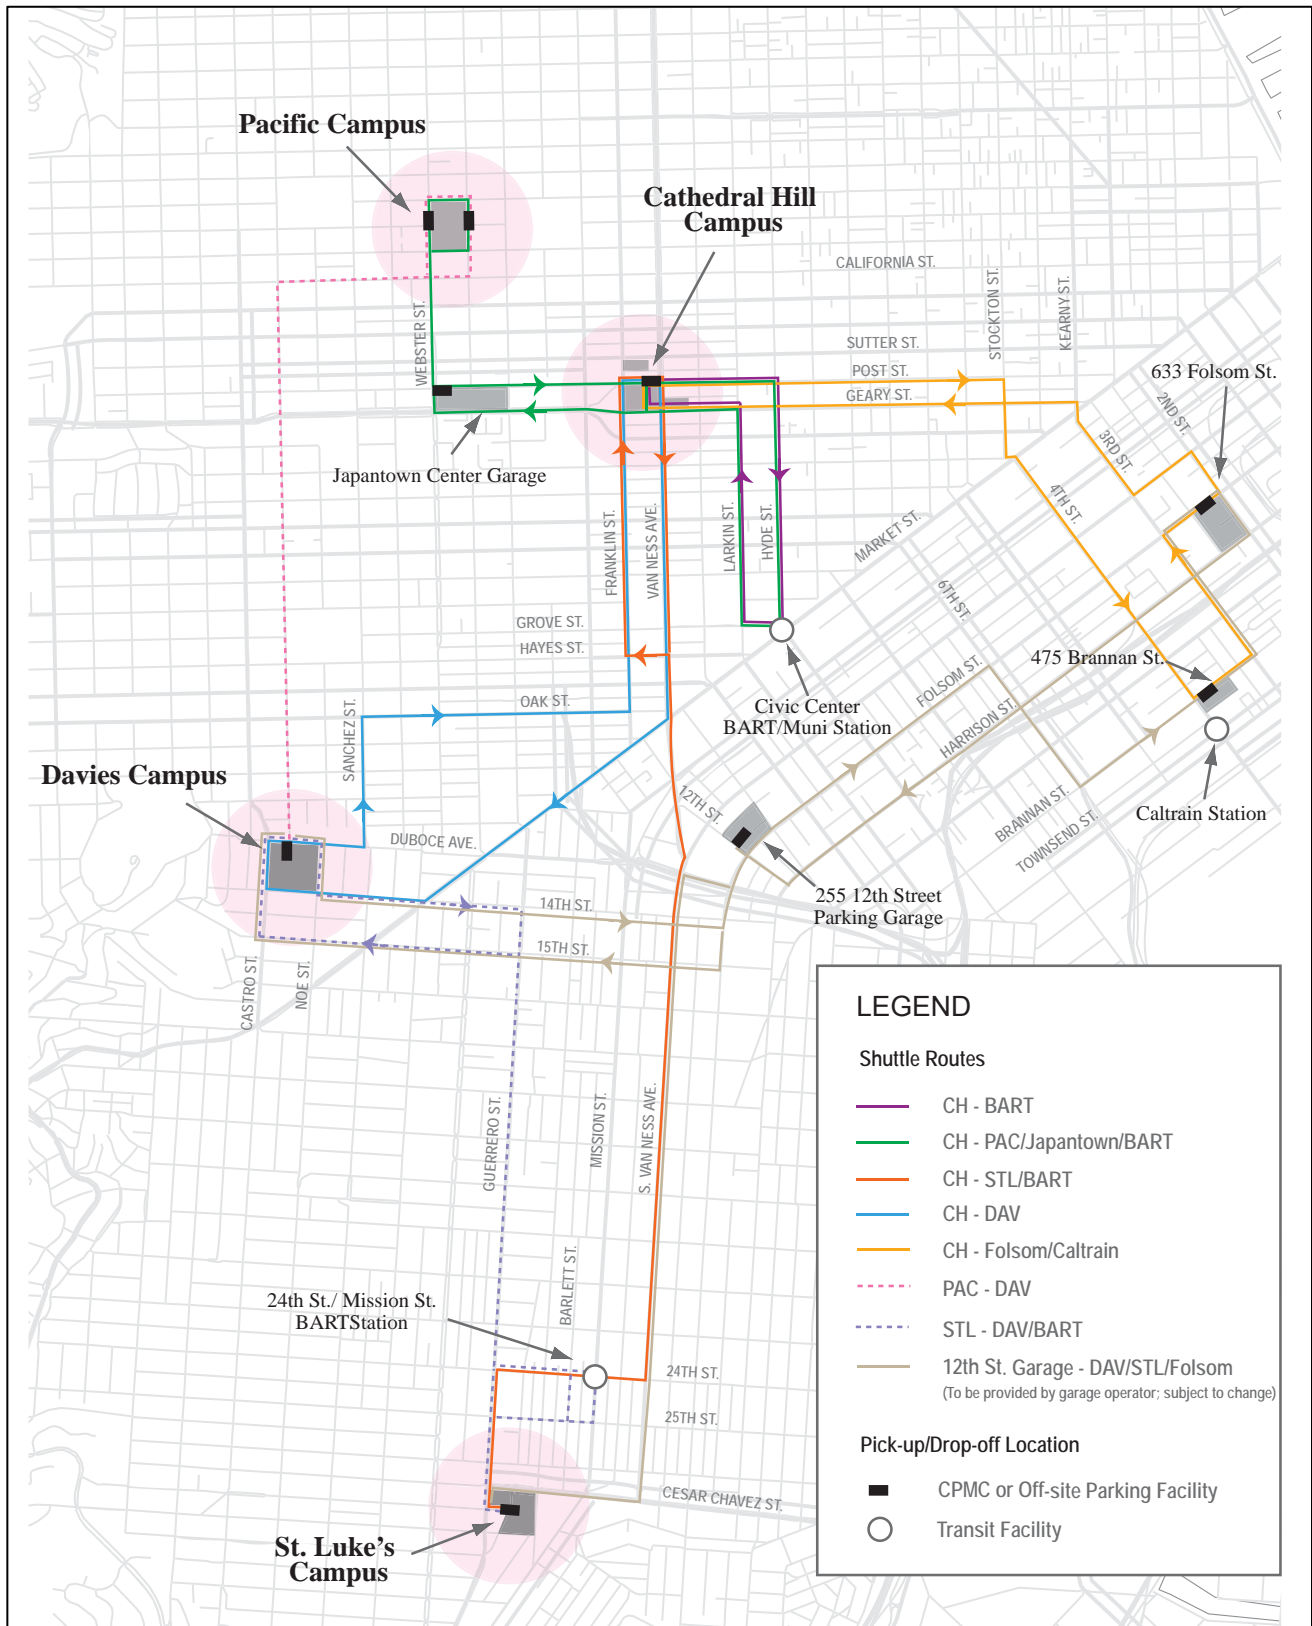 Pacific Campus
Cathedral Hill
Campus
CALIFORNIA ST.
STOCKTON ST.
KEARNY ST.
WEBSTER ST.
SUTTER ST.
POST ST.
GEARY ST.
633 Folsom St.
2ND ST.
3RD ST.
4TH ST.
Japantown Center Garage
FRANKLIN ST.
VAN NESS AVE.
LARKIN ST.
HYDE ST.
MARKET ST.
6TH ST.
GROVE ST.
HAYES ST.
475 Brannan St.
OAK ST.
SANCHEZ ST.
Civic Center
BART/Muni Station
FOLSOM ST.
HARRISON ST.
Davies Campus
12TH ST.
BRANNAN ST.
TOWNSEND ST.
Caltrain Station
DUBOCE AVE.
255 12th Street
Parking Garage
14TH ST.
15TH ST.
CASTRO ST.
NOE ST.
GUERRERO ST.
MISSION ST.
S. VAN NESS AVE.
BARLETT ST.
24th St./ Mission St.
BARTStation
24TH ST.
25TH ST.
CESAR CHAVEZ ST.
St. Luke's
Campus
LEGEND
Shuttle Routes
CH - BART
CH - PAC/Japantown/BART
CH - STL/BART
CH - DAV
CH - Folsom/Caltrain
PAC - DAV
STL - DAV/BART
12th St. Garage - DAV/STL/Folsom
(To be provided by garage operator; subject to change)
Pick-up/Drop-off Location
CPMC or Off-site Parking Facility
Transit Facility